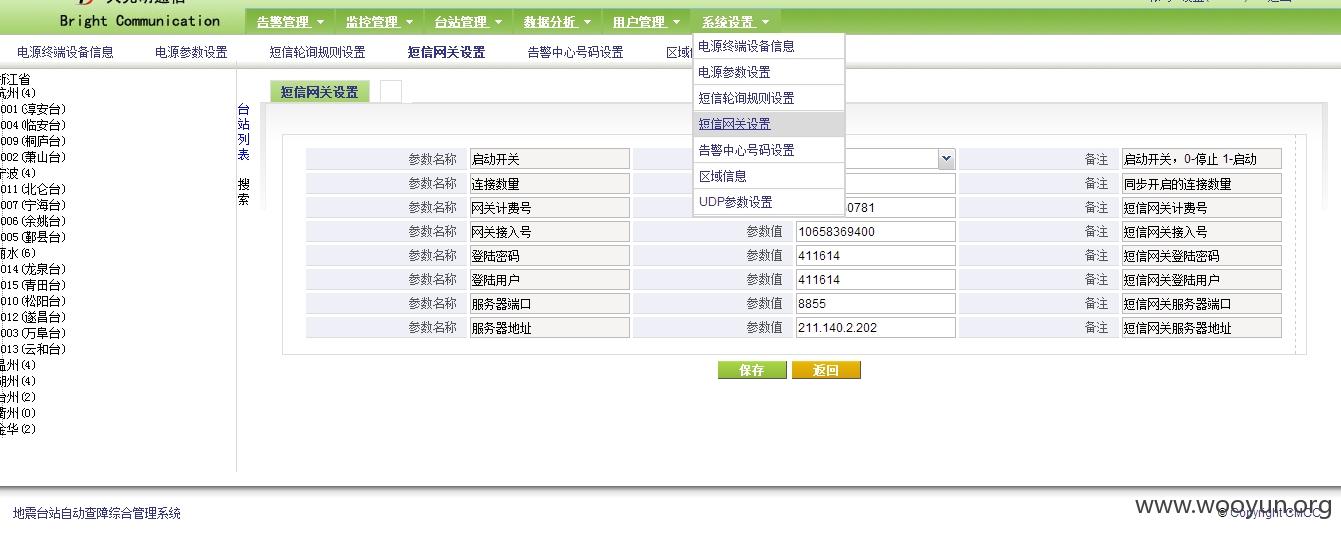 Bright Communication
告警管理 监控管理 台站管理 数据分析 用户管理 系统设置
电源终端设备信息 电源参数设置 短信轮询规则设置 短信网关设置 告警中心号码设置
电源终端设备信息
电源参数设置
短信轮询规则设置
短信网关设置
告警中心号码设置
区域信息
UDP参数设置
江省
州(4)
001(淳安台)
004(临安台)
009(桐庐台)
002(萧山台)
宁波(4)
011(北仑台)
007(宁海台)
006(余姚台)
005(鄞县台)
丽水(6)
014(龙泉台)
015(青田台)
010(松阳台)
012(遂昌台)
003(万阜台)
013(云和台)
温州(4)
湖州(4)
台州(2)
衢州(0)
金华(2)
台站列表
搜索
短信网关设置
参数名称 启动开关 备注 启动开关，0-停止 1-启动
参数名称 连接数量 备注 同步开启的连接数量
参数名称 网关计费号 0781 备注 短信网关计费号
参数名称 网关接入号 参数值 10658369400 备注 短信网关接入号
参数名称 登陆密码 参数值 411614 备注 短信网关登陆密码
参数名称 登陆用户 参数值 411614 备注 短信网关登陆用户
参数名称 服务器端口 参数值 8855 备注 短信网关服务器端口
参数名称 服务器地址 参数值 211.140.2.202 备注 短信网关服务器地址
保存 返回
地震台站自动查障综合管理系统
© Copyright CMCC
www.wooyun.org